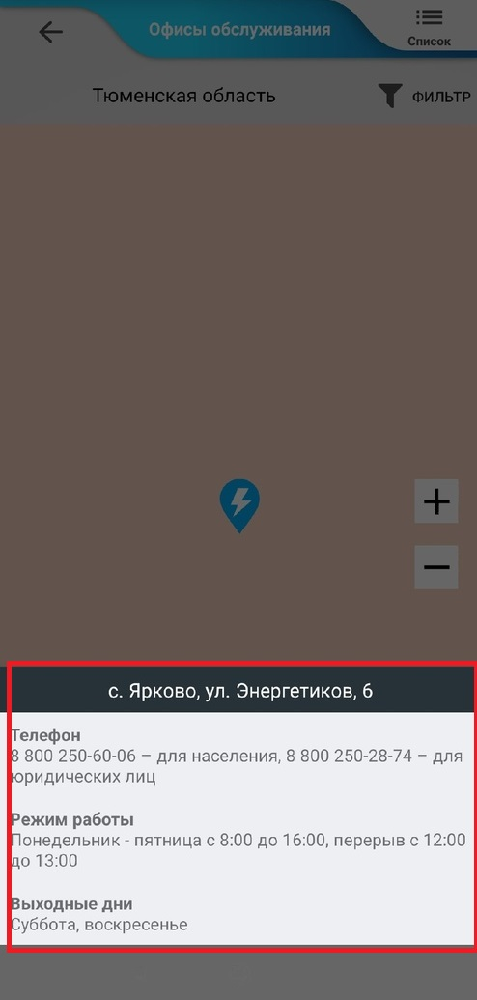 Офисы обслуживания
Список
Тюменская область
ФИЛЬТР
с. Ярково, ул. Энергетиков, 6
Телефон
8 800 250-60-06 – для населения, 8 800 250-28-74 – для
юридических лиц
Режим работы
Понедельник - пятница с 8:00 до 16:00, перерыв с 12:00
до 13:00
Выходные дни
Суббота, воскресенье